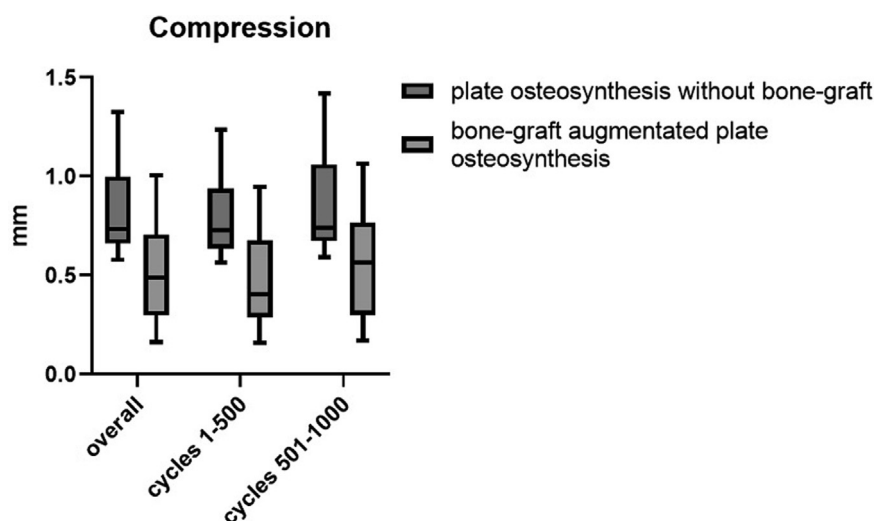 Compression
1.5
1.0
0.5
0.0
mm
overall
cycles 1-500
cycles 501-1000
plate osteosynthesis without bone-graft
bone-graft augmentated plate
osteosynthesis